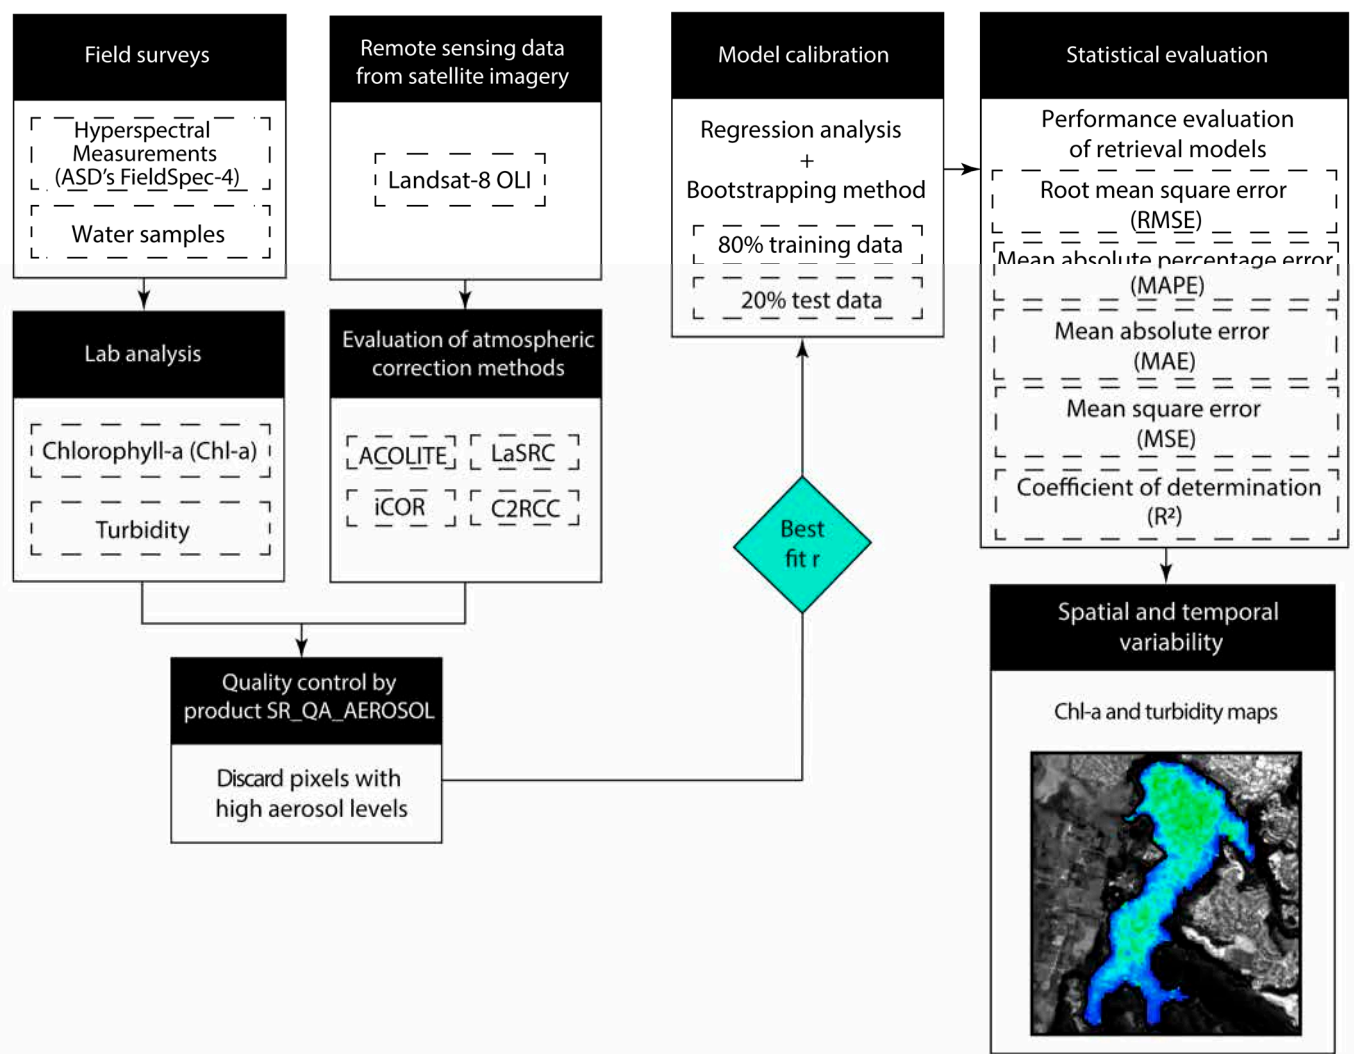 Field surveys
Hyperspectral
Measurements
(ASD's FieldSpec-4)
Water samples
Lab analysis
Chlorophyll-a (Chl-a)
Turbidity
Remote sensing data
from satellite imagery
Landsat-8 OLI
Evaluation of atmospheric
correction methods
ACOLITE
LaSRC
iCOR
C2RCC
Quality control by
product SR_QA_AEROSOL
Discard pixels with
high aerosol levels
Best
fit r
Model calibration
Regression analysis
+
Bootstrapping method
80% training data
20% test data
Statistical evaluation
Performance evaluation
of retrieval models
Root mean square error
(RMSE)
Mean absolute percentage error
(MAPE)
Mean absolute error
(MAE)
Mean square error
(MSE)
Coefficient of determination
(R²)
Spatial and temporal
variability
Chl-a and turbidity maps